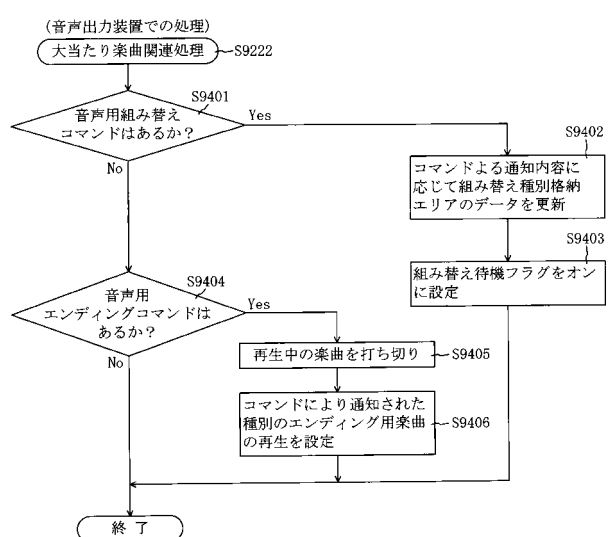 (音声出力装置での処理)
大当たり楽曲関連処理
S9222
S9401
音声用組み替え
コマンドはあるか?
Yes
No
S9402
コマンドよる通知内容に
応じて組み替え種別格納
エリアのデータを更新
S9403
組み替え待機フラグをオン
に設定
S9404
音声用
エンディングコマンドは
あるか?
Yes
No
再生中の楽曲を打ち切り
S9405
コマンドにより通知された
種別のエンディング用楽曲
の再生を設定
S9406
終了